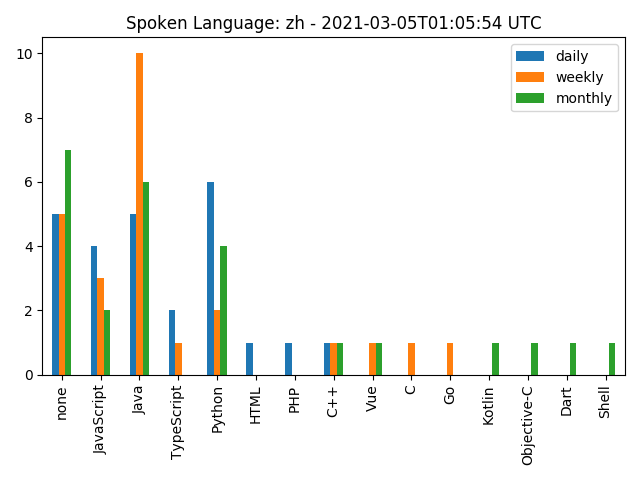 Spoken Language: zh - 2021-03-05T01:05:54 UTC
daily
weekly
monthly
10
8
6
4
2
0
none
JavaScript
Java
TypeScript
Python
HTML
PHP
C++
Vue
C
Go
Kotlin
Objective-C
Dart
Shell